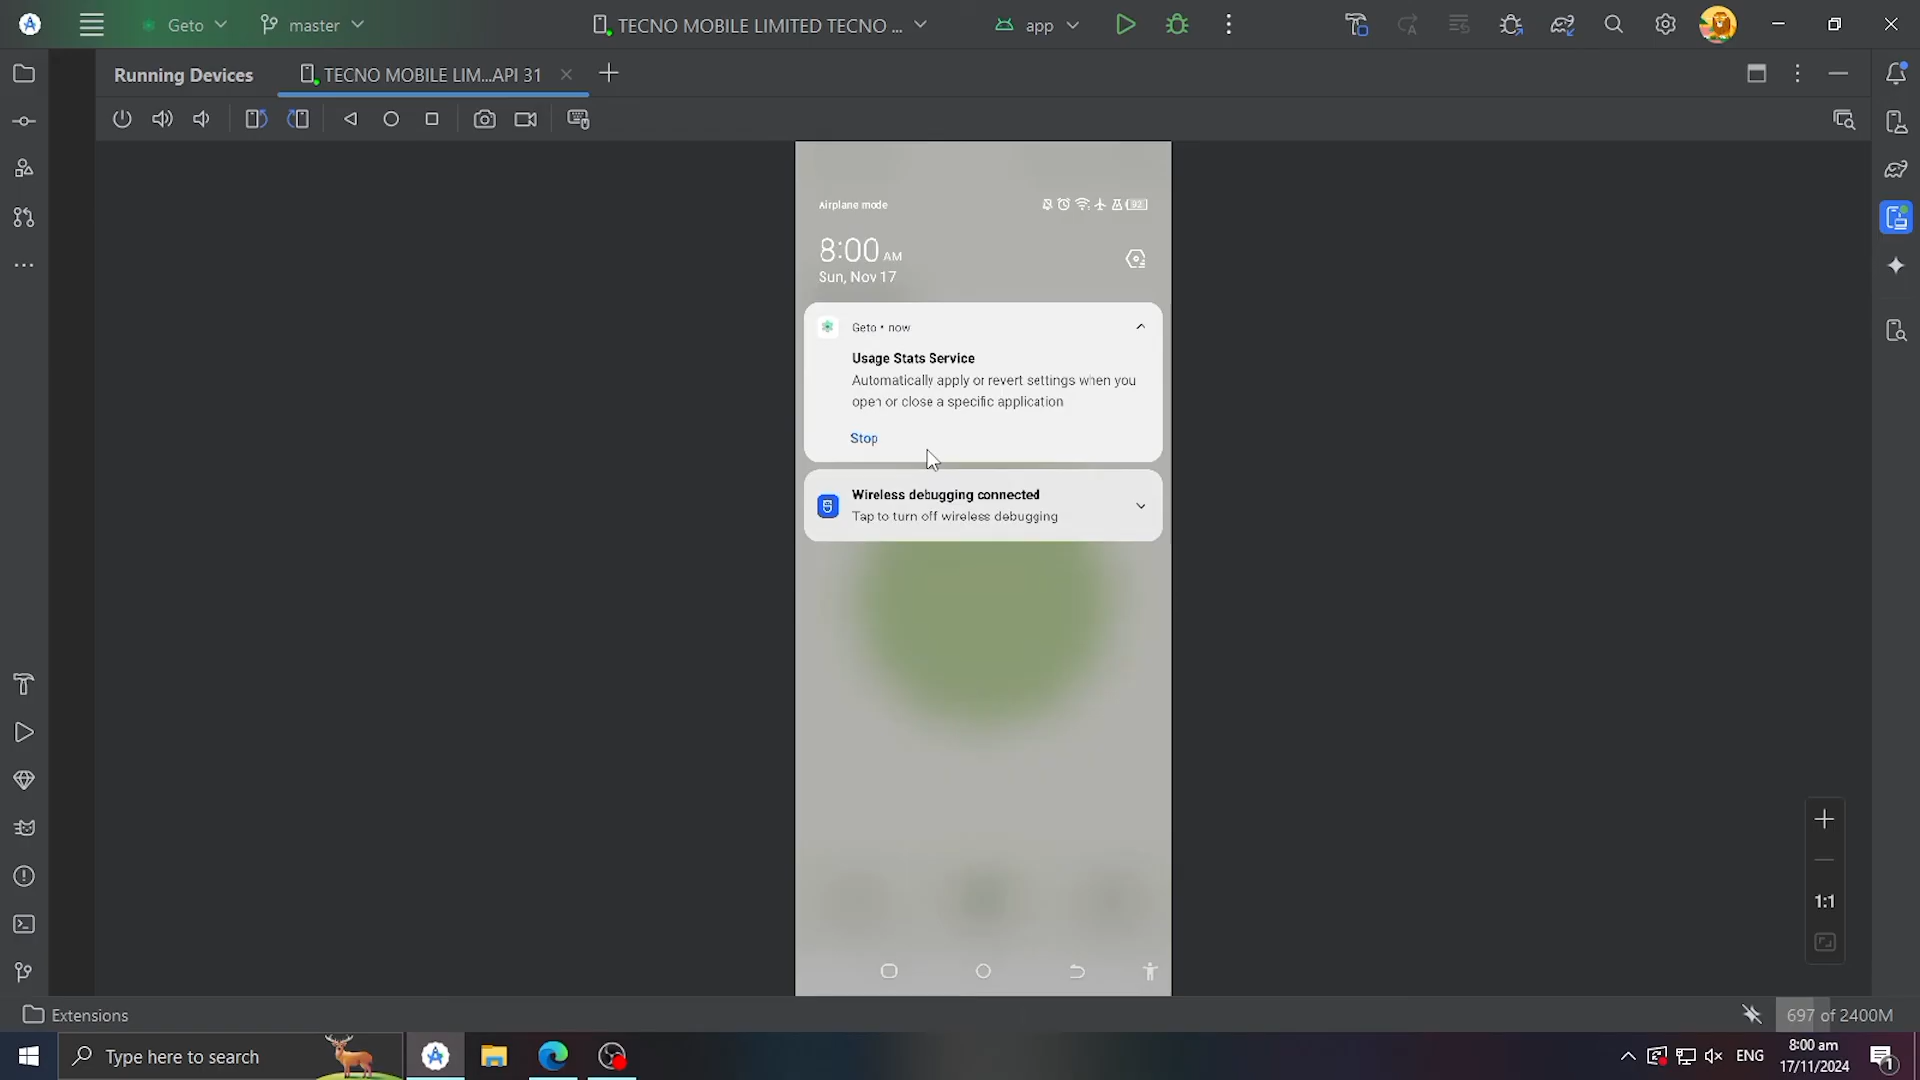 Geto
master
TECNO MOBILE LIMITED TECNO ...
app
Running Devices
TECNO MOBILE LIM...API 31
Airplane mode
92
8:00 AM
Sun, Nov 17
Geto • now
Usage Stats Service
Automatically apply or revert settings when you
open or close a specific application
Stop
Wireless debugging connected
Tap to turn off wireless debugging
1:1
Extensions
697 of 2400M
Type here to search
ENG
8:00 am
17/11/2024
1